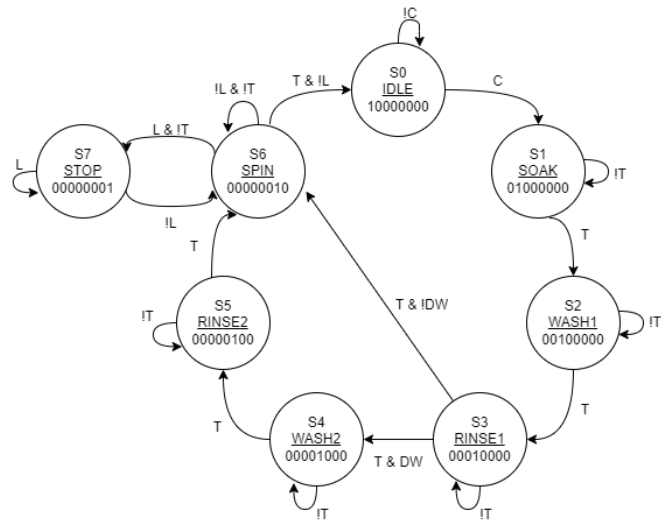 !C
S0
IDLE
10000000
T & !L
C
!L & !T
L & !T
S7
STOP
00000001
L
S6
SPIN
00000010
!L
S1
SOAK
01000000
!T
T
T
S5
RINSE2
00000100
!T
T & !DW
S2
WASH1
00100000
!T
T
T
S4
WASH2
00001000
!T
T & DW
S3
RINSE1
00010000
!T